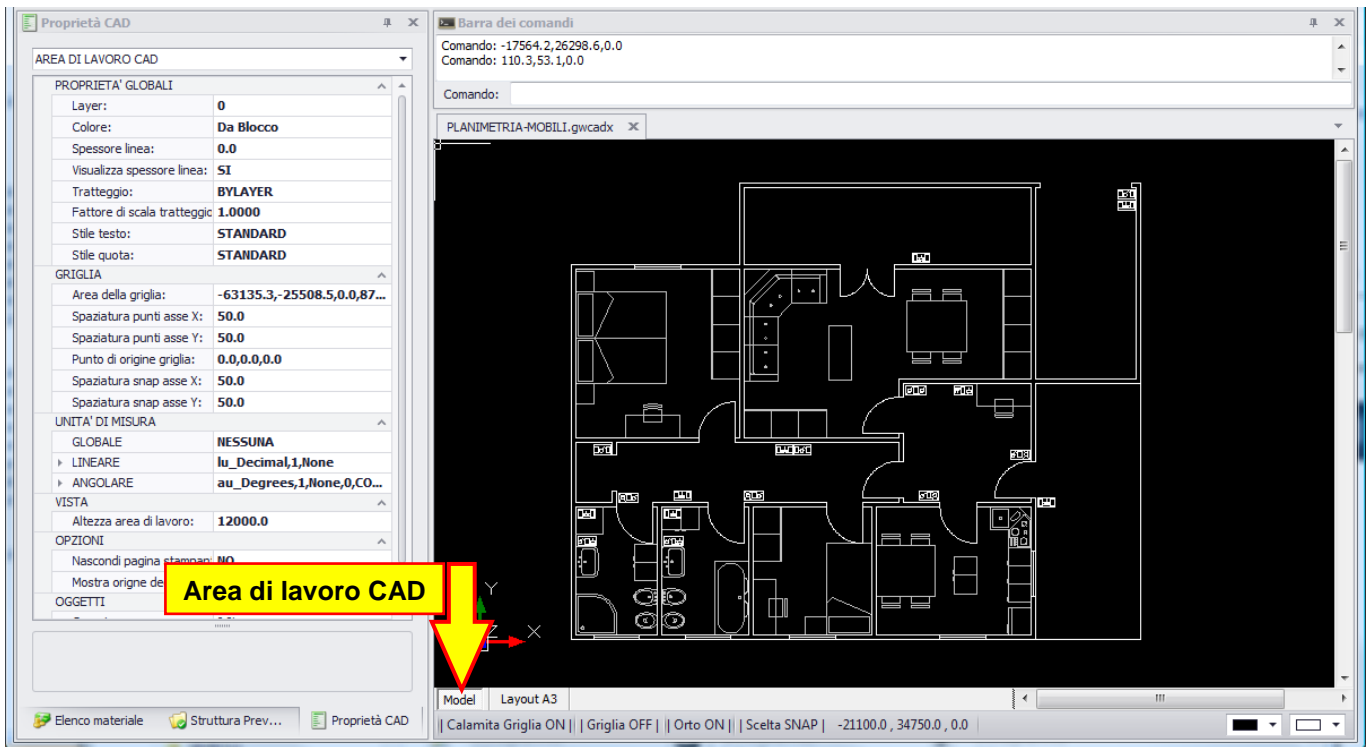 Proprietà CAD
AREA DI LAVORO CAD
PROPRIETA' GLOBALI
Layer: 0
Colore: Da Blocco
Spessore linea: 0.0
Visualizza spessore linea: SI
Tratteggio: BYLAYER
Fattore di scala tratteggic 1.0000
Stile testo: STANDARD
Stile quota: STANDARD
GRIGLIA
Area della griglia: -63135.3,-25508.5,0.0,87...
Spaziatura punti asse X: 50.0
Spaziatura punti asse Y: 50.0
Punto di origine griglia: 0.0,0.0,0.0
Spaziatura snap asse X: 50.0
Spaziatura snap asse Y: 50.0
UNITA' DI MISURA
GLOBALE NESSUNA
LINEARE lu_Decimal,1,None
ANGOLARE au_Degrees,1,None,0,CO...
VISTA
Altezza area di lavoro: 12000.0
OPZIONI
Nascondi pagina stampan: NO
Mostra origne de
OGGETTI
Area di lavoro CAD
Elenco materiale
Struttura Prev...
Proprietà CAD
Barra dei comandi
Comando: -17564.2,26298.6,0.0
Comando: 110.3,53.1,0.0
Comando:
PLANIMETRIA-MOBILI.gwcadx
Y
Z
X
Model
Layout A3
|| Calamita Griglia ON || | Griglia OFF | || Orto ON || | Scelta SNAP | -21100.0 , 34750.0 , 0.0